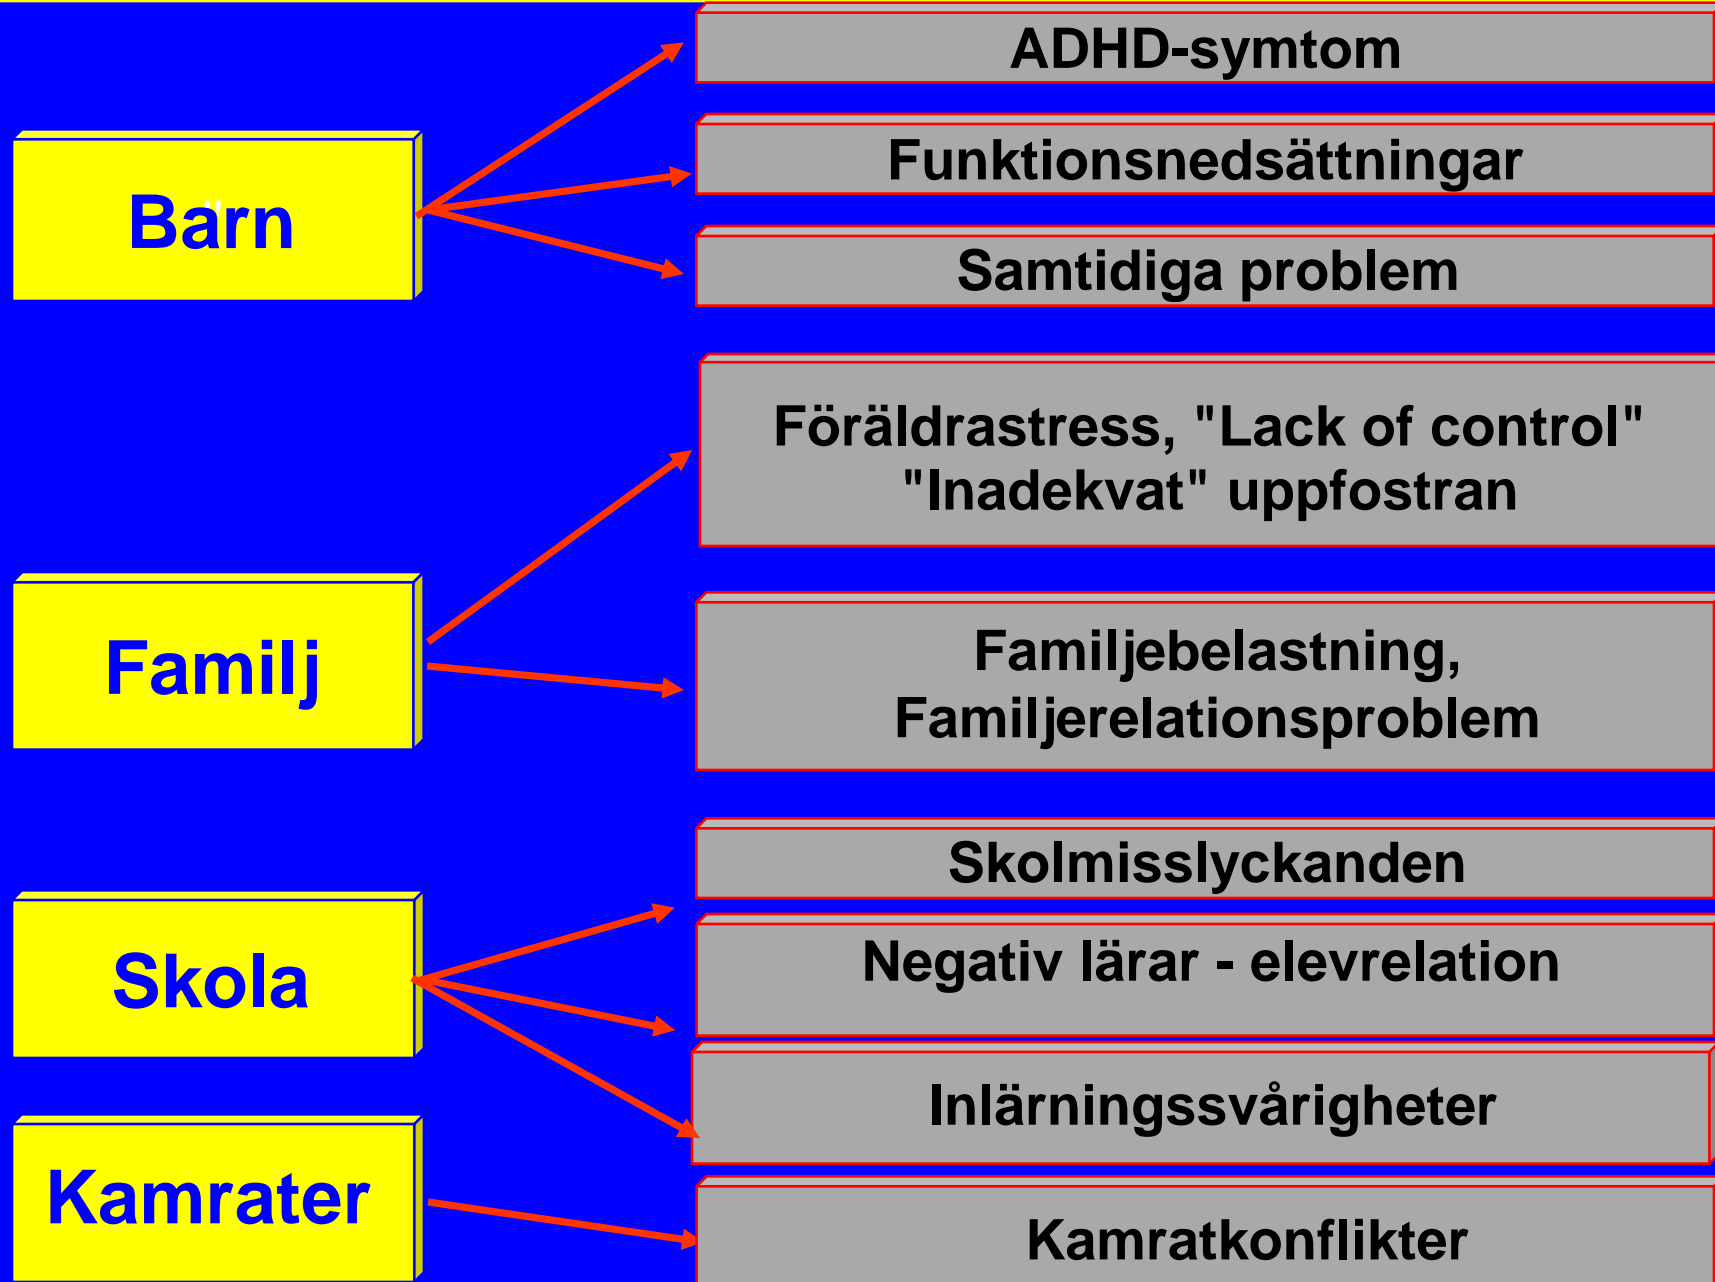 ADHD-symtom
Funktionsnedsättningar
Barn
Samtidiga problem
Föräldrastress, "Lack of control"
"Inadekvat" uppfostran
Familj
Familjebelastning,
Familjerelationsproblem
Skolmisslyckanden
Skola
Negativ lärar - elevrelation
Inlärningssvårigheter
Kamrater
Kamratkonflikter